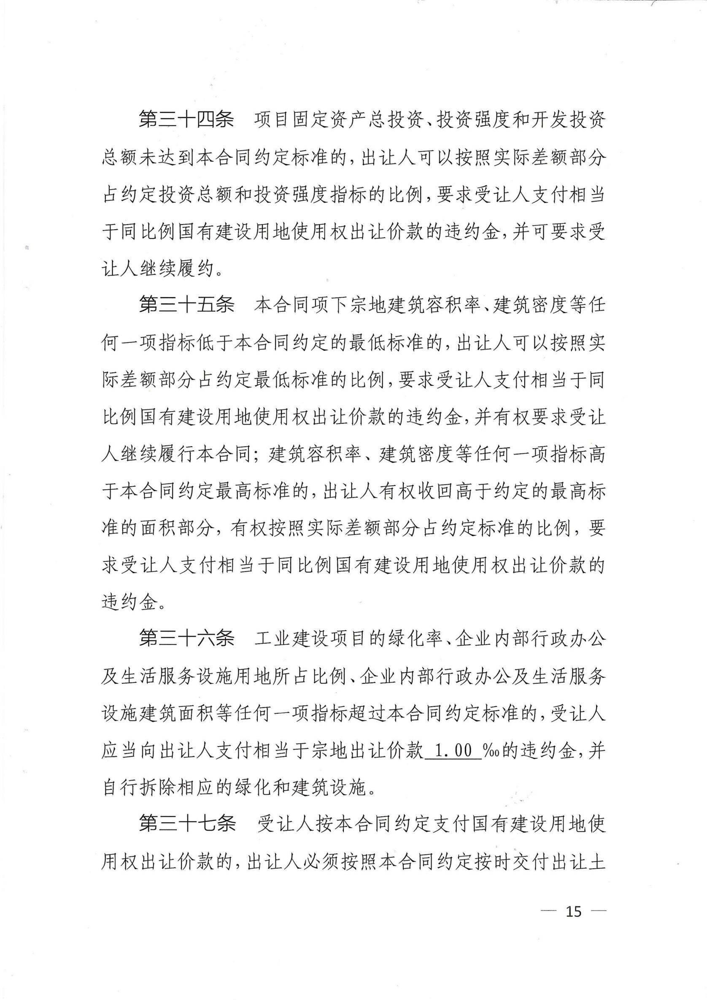 第三十四条　项目固定资产总投资、投资强度和开发投资
总额未达到本合同约定标准的，出让人可以按照实际差额部分
占约定投资总额和投资强度指标的比例，要求受让人支付相当
于同比例国有建设用地使用权出让价款的违约金，并可要求受
让人继续履约。
第三十五条　本合同项下宗地建筑容积率、建筑密度等任
何一项指标低于本合同约定的最低标准的，出让人可以按照实
际差额部分占约定最低标准的比例，要求受让人支付相当于同
比例国有建设用地使用权出让价款的违约金，并有权要求受让
人继续履行本合同；建筑容积率、建筑密度等任何一项指标高
于本合同约定最高标准的，出让人有权收回高于约定的最高标
准的面积部分，有权按照实际差额部分占约定标准的比例，要
求受让人支付相当于同比例国有建设用地使用权出让价款的
违约金。
第三十六条　工业建设项目的绿化率、企业内部行政办公
及生活服务设施用地所占比例、企业内部行政办公及生活服务
设施建筑面积等任何一项指标超过本合同约定标准的，受让人
应当向出让人支付相当于宗地出让价款 1.00 ‰的违约金，并
自行拆除相应的绿化和建筑设施。
第三十七条　受让人按本合同约定支付国有建设用地使
用权出让价款的，出让人必须按照本合同约定按时交付出让土
— 15 —